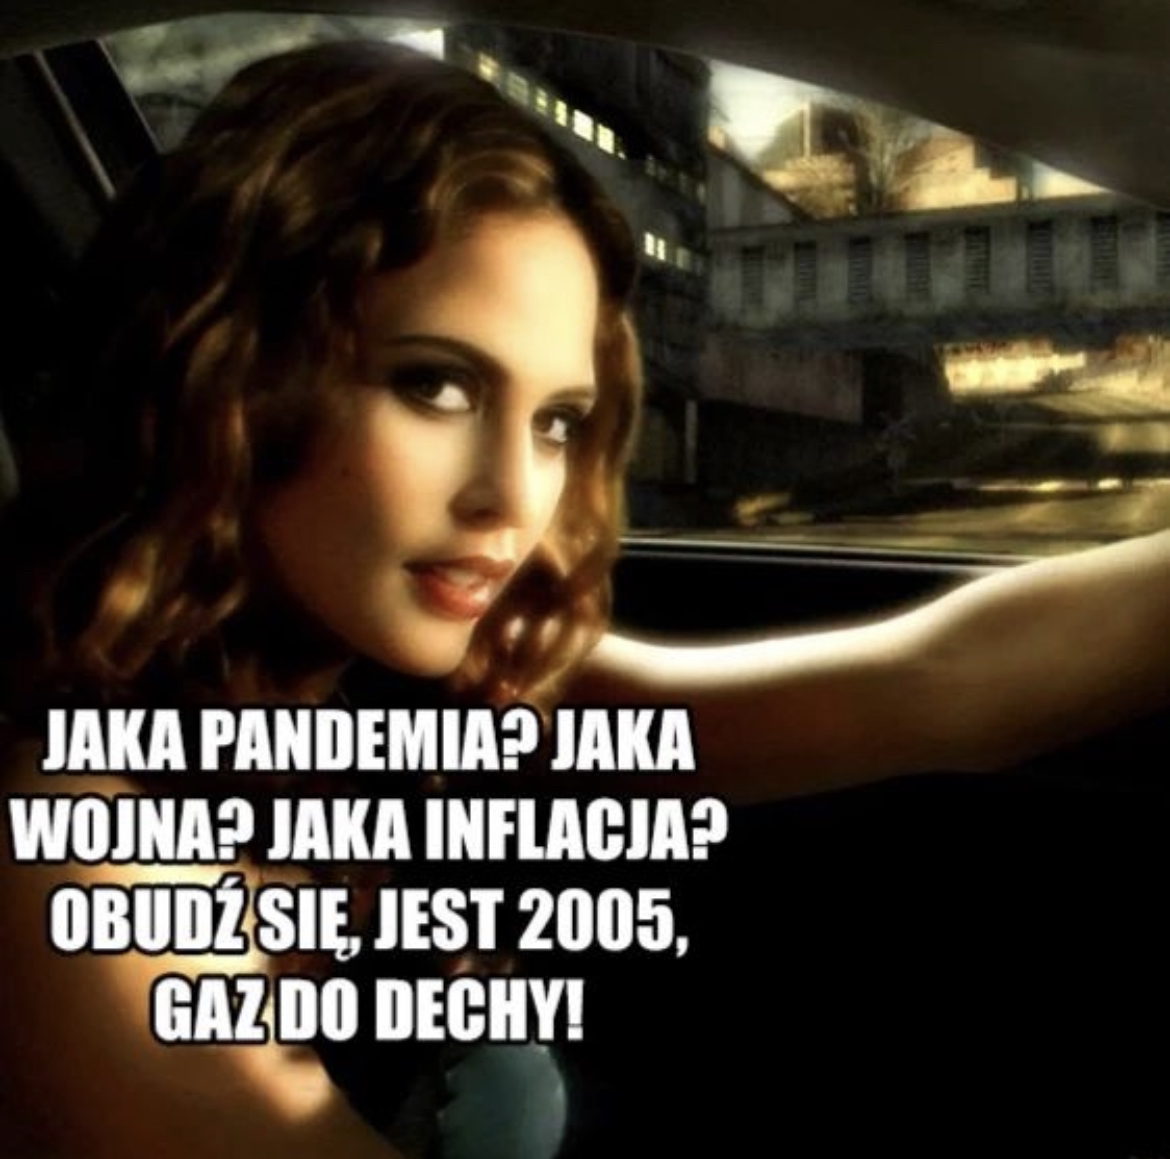 JAKA PANDEMIA? JAKA
WOJNA? JAKA INFLACJA?
OBUDŹ SIĘ, JEST 2005,
GAZ DO DECHY!